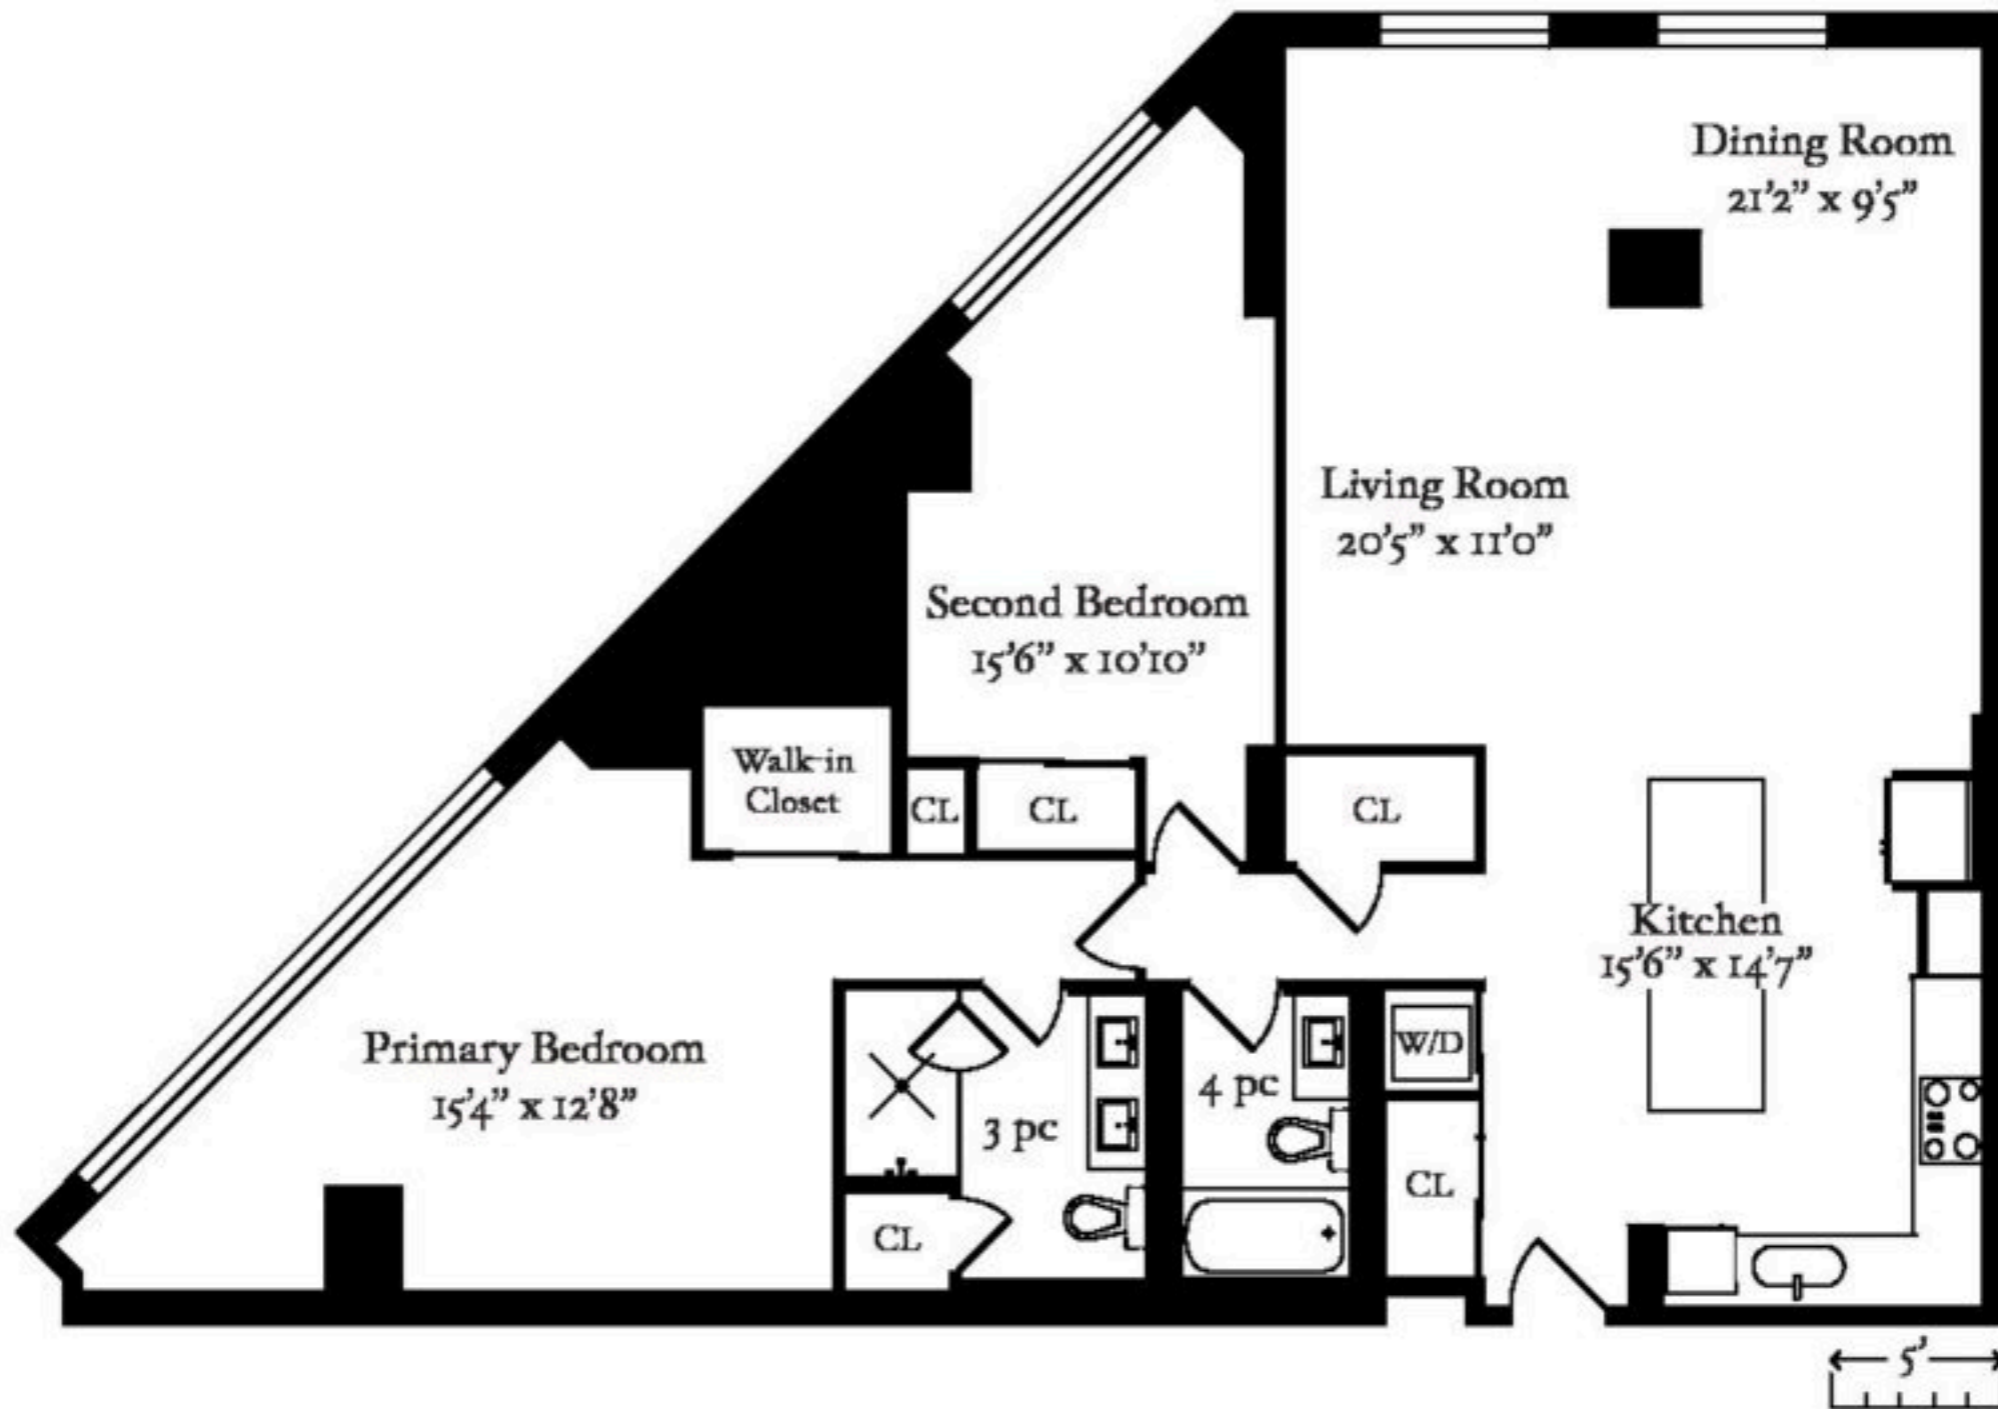 Dining Room
21'2” x 9'5”
Living Room
20'5” x 11'0”
Second Bedroom
15'6” x 10'10”
Walk-in
Closet
CL
CL
CL
Kitchen
15'6” x 14'7”
Primary Bedroom
15'4” x 12'8”
W/D
4 pc
3 pc
CL
CL
5'